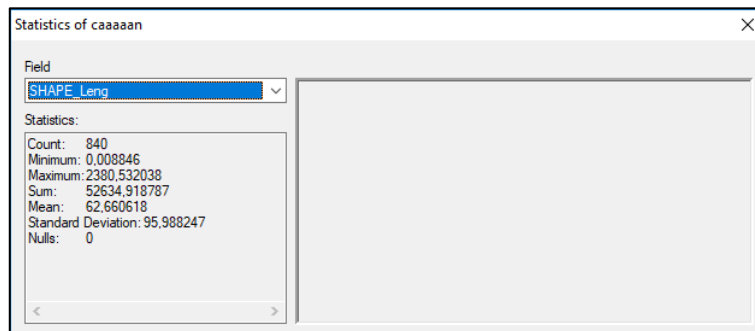 Statistics of caaaaan
Field
SHAPE_Leng
Statistics:
Count: 840
Minimum: 0,008846
Maximum: 2380,532038
Sum: 52634,918787
Mean: 62,660618
Standard Deviation: 95,988247
Nulls: 0